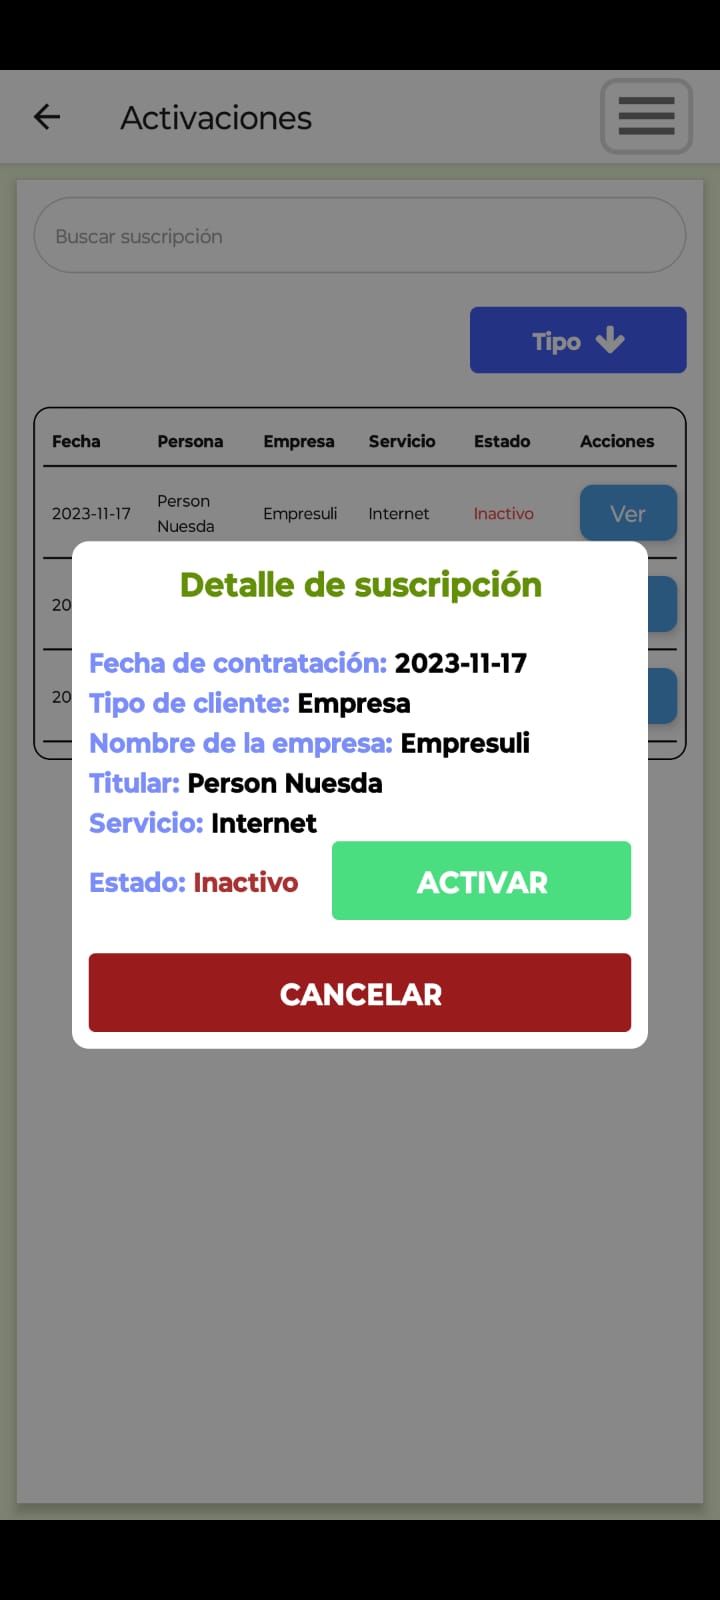 Activaciones
Buscar suscripción
Tipo
Fecha Persona Empresa Servicio Estado Acciones
2023-11-17 Person Nuesda Empresuli Internet Inactivo Ver
20
20
Detalle de suscripción
Fecha de contratación: 2023-11-17
Tipo de cliente: Empresa
Nombre de la empresa: Empresuli
Titular: Person Nuesda
Servicio: Internet
Estado: Inactivo ACTIVAR
CANCELAR